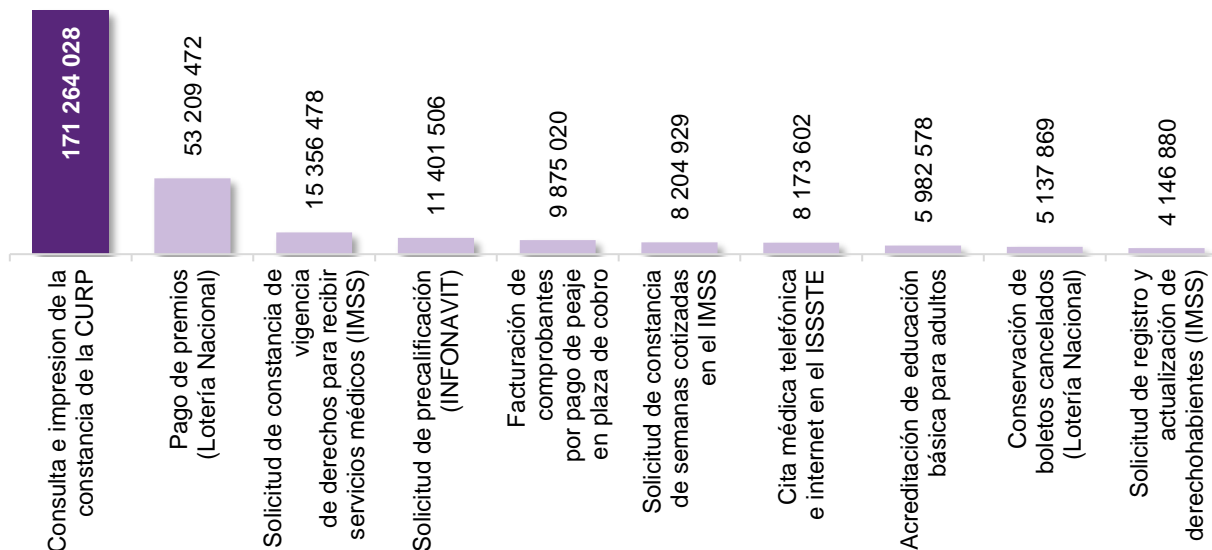 171 264 028
53 209 472
15 356 478
11 401 506
9 875 020
8 204 929
8 173 602
5 982 578
5 137 869
4 146 880
Consulta e impresion de la
constancia de la CURP
Pago de premios
(Lotería Nacional)
Solicitud de constancia de
vigencia
de derechos para recibir
servicios médicos (IMSS)
Solicitud de precalificación
(INFONAVIT)
Facturación de
comprobantes
por pago de peaje
en plaza de cobro
Solicitud de constancia
de semanas cotizadas
en el IMSS
Cita médica telefónica
e internet en el ISSSTE
Acreditación de educación
básica para adultos
Conservación de
boletos cancelados
(Lotería Nacional)
Solicitud de registro y
actualización de
derechohabientes (IMSS)